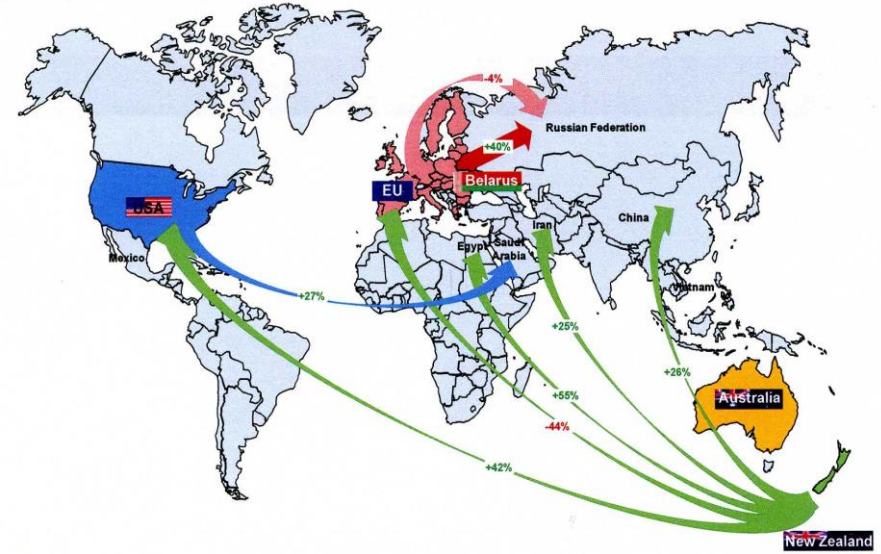 -4%
Russian Federation
+40%
Belarus
EU
USA
Iran
China
Egypt
Saudi
Arabia
Mexico
Vietnam
+27%
+25%
+26%
+55%
Australia
-44%
+42%
New Zealand